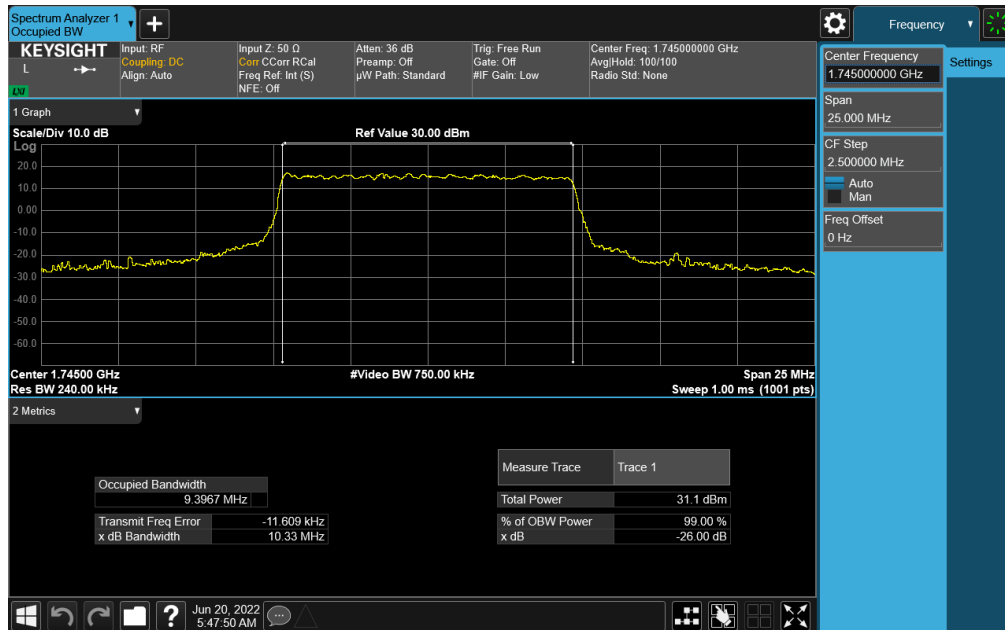 Spectrum Analyzer 1
Occupied BW
Frequency
KEYSIGHT
L
LXI
Input: RF
Coupling: DC
Align: Auto
Input Z: 50 Ω
Corr CCorr RCal
Freq Ref: Int (S)
NFE: Off
Atten: 36 dB
Preamp: Off
µW Path: Standard
Trig: Free Run
Gate: Off
#IF Gain: Low
Center Freq: 1.745000000 GHz
Avg|Hold: 100/100
Radio Std: None
Center Frequency
1.745000000 GHz
Settings
Span
25.000 MHz
CF Step
2.500000 MHz
Auto
Man
Freq Offset
0 Hz
1 Graph
Scale/Div 10.0 dB
Ref Value 30.00 dBm
Log
20.0
10.0
0.00
-10.0
-20.0
-30.0
-40.0
-50.0
-60.0
Center 1.74500 GHz
#Video BW 750.00 kHz
Span 25 MHz
Res BW 240.00 kHz
Sweep 1.00 ms (1001 pts)
2 Metrics
Measure Trace
Trace 1
Occupied Bandwidth
9.3967 MHz
Total Power
31.1 dBm
Transmit Freq Error
-11.609 kHz
% of OBW Power
99.00 %
x dB Bandwidth
10.33 MHz
x dB
-26.00 dB
?
Jun 20, 2022
5:47:50 AM